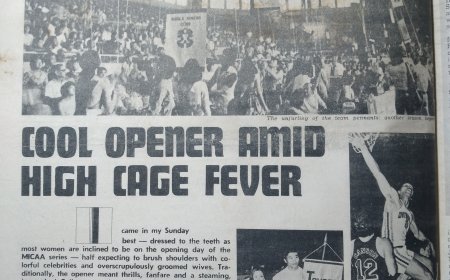 The unfurling of the team pennants: another
COOL OPENER AMID
HIGH CAGE FEVER
I came in my Sunday
best — dressed to the teeth as
most women are inclined to be on the opening day of the
MICAA series — half expecting to brush shoulders with co-
lorful celebrities and overscrupulously groomed wives. Tra-
ditionally, the opener meant thrills, fanfare and a steaming,
12